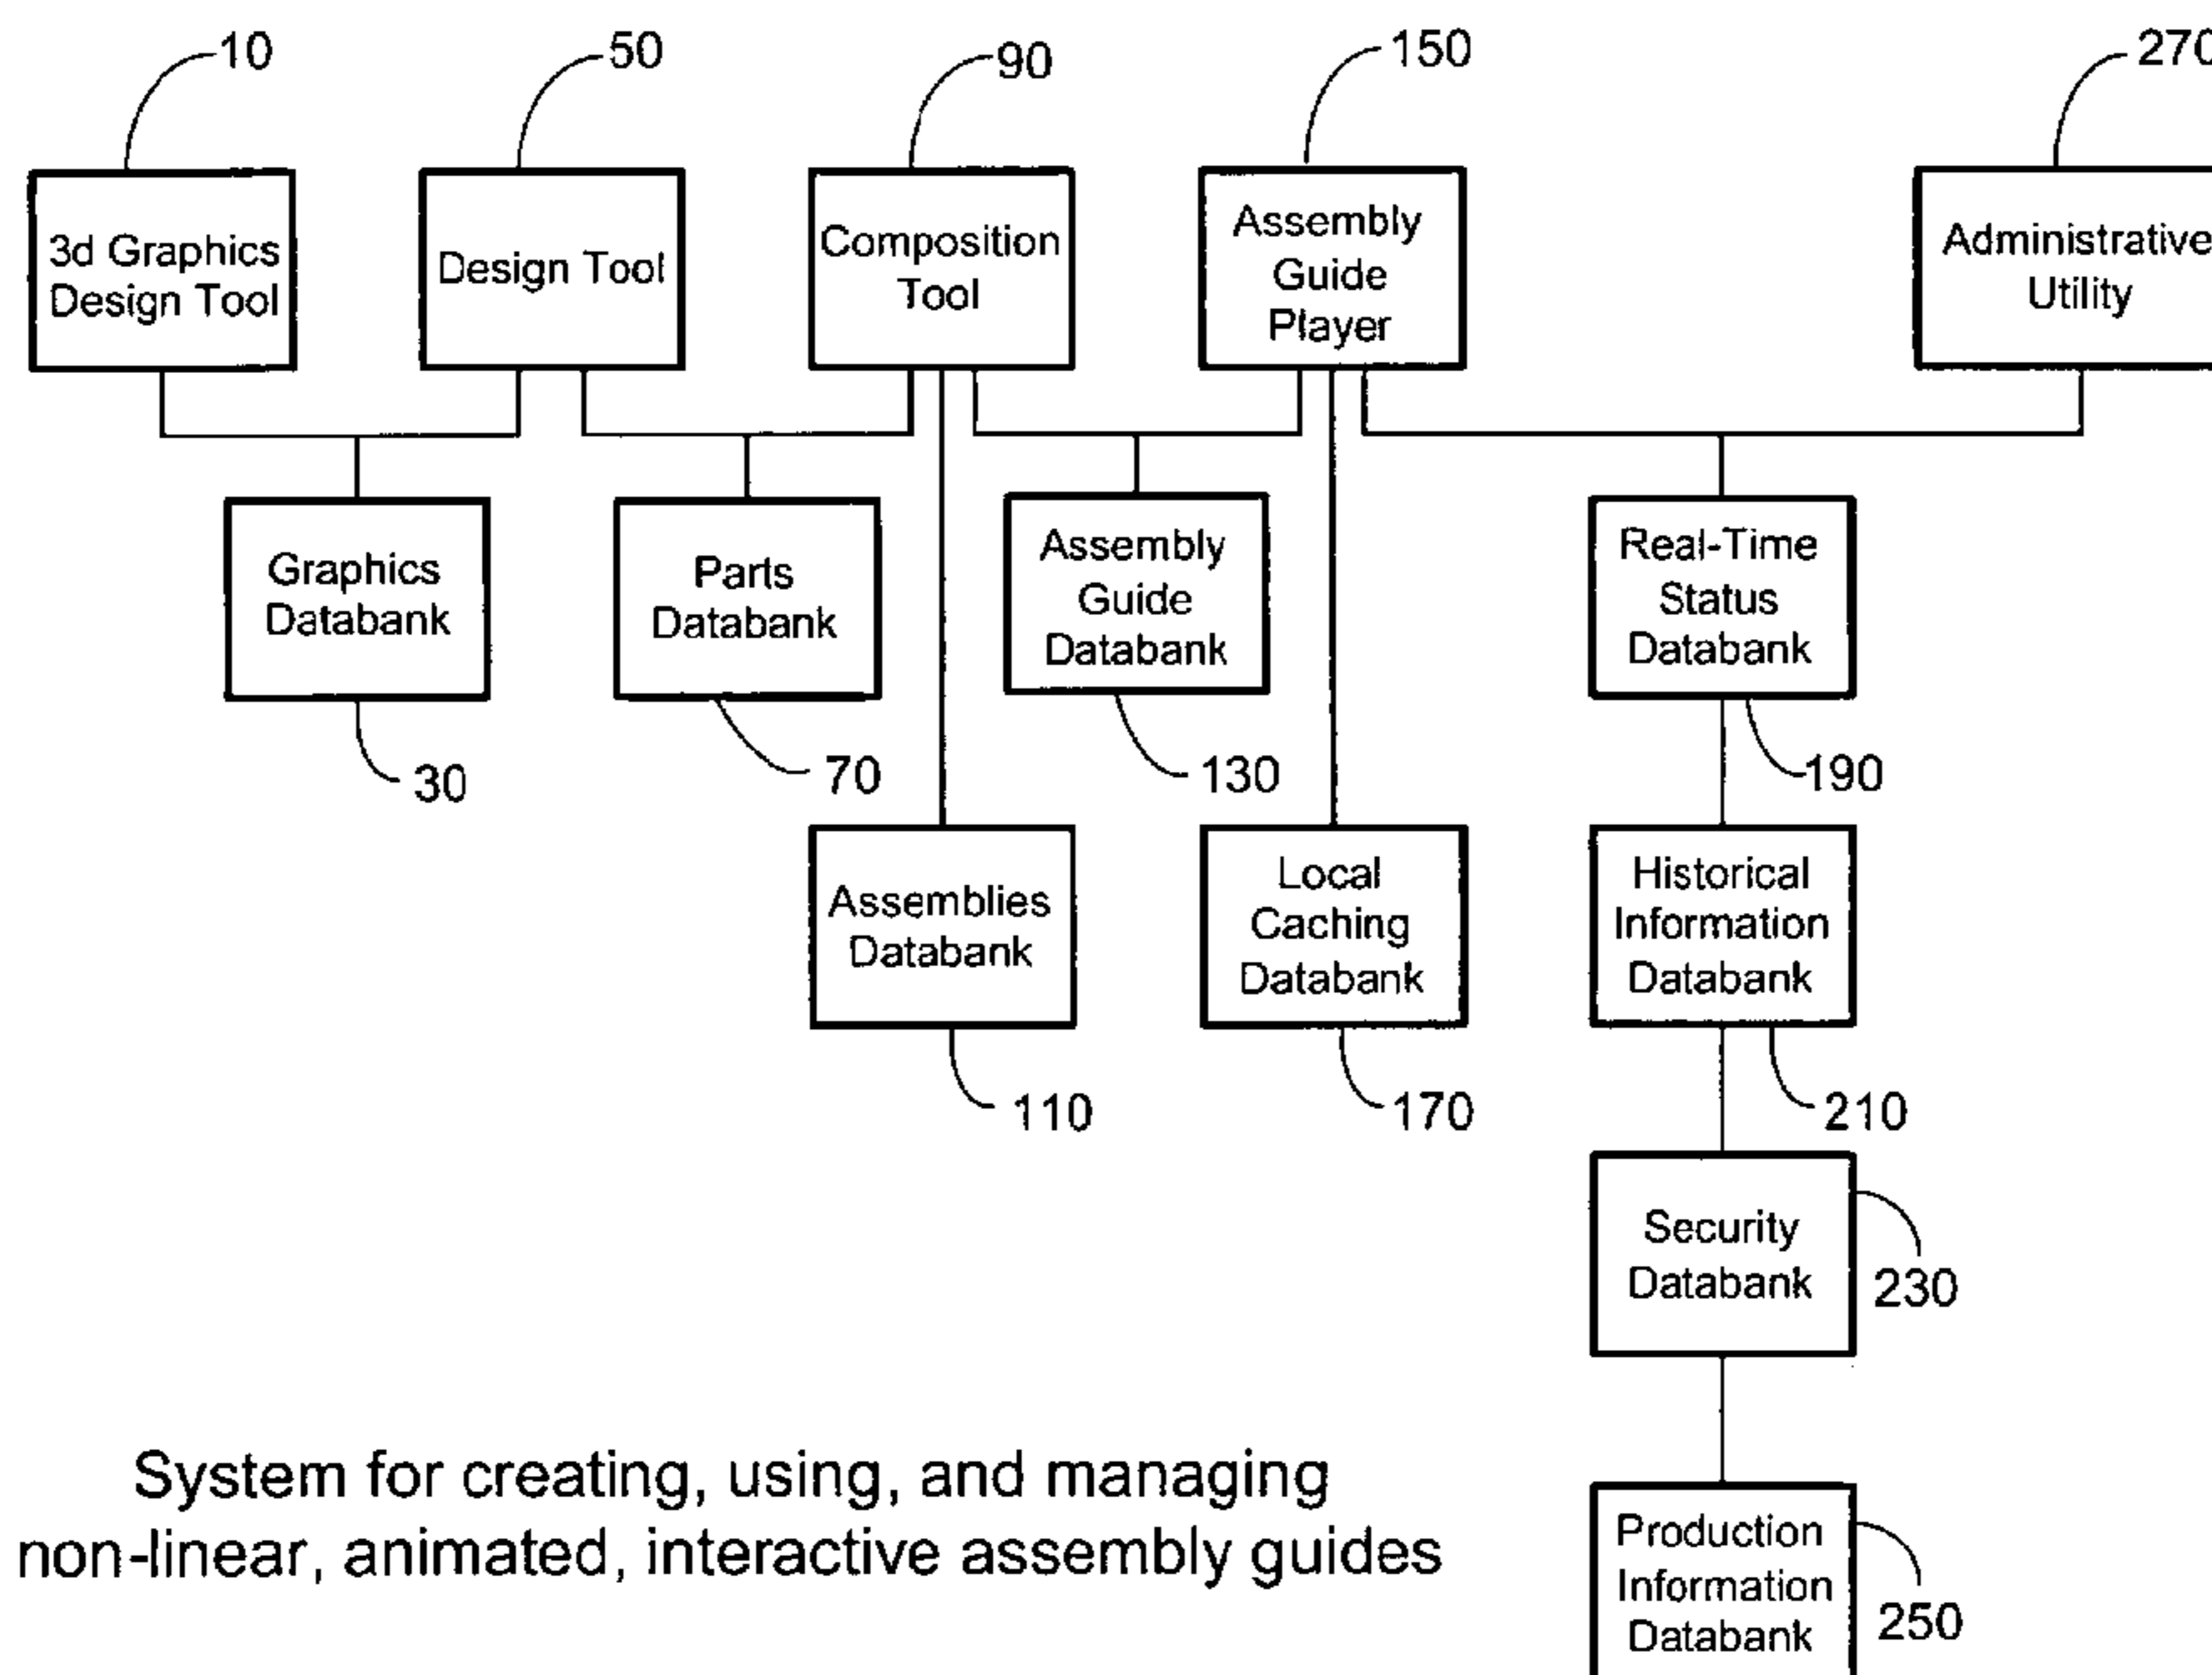 10
50
90
150
270
3d Graphics
Design Tool
Design Tool
Composition
Tool
Assembly
Guide
Player
Administrative
Utility
Graphics
Databank
Parts
Databank
Assembly
Guide
Databank
Real-Time
Status
Databank
30
70
130
190
Assemblies
Databank
Local
Caching
Databank
Historical
Information
Databank
110
170
210
Security
Databank
230
System for creating, using, and managing
non-linear, animated, interactive assembly guides
Production
Information
Databank
250